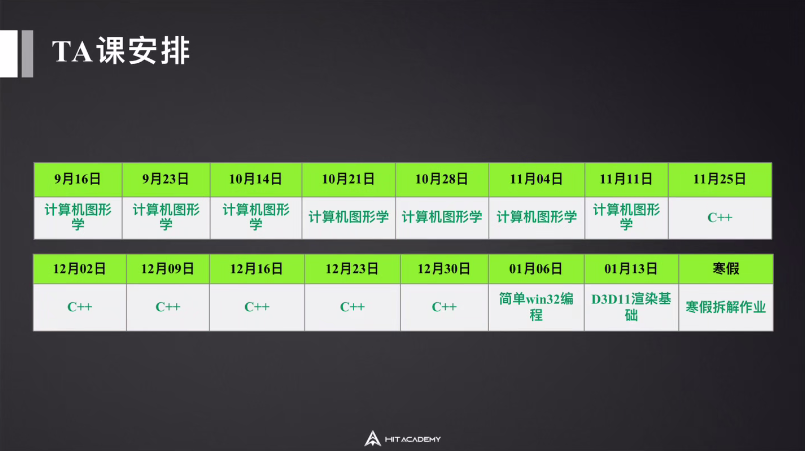 TA课安排
9月16日 9月23日 10月14日 10月21日 10月28日 11月04日 11月11日 11月25日
计算机图形学 计算机图形学 计算机图形学 计算机图形学 计算机图形学 计算机图形学 计算机图形学 C++
12月02日 12月09日 12月16日 12月23日 12月30日 01月06日 01月13日 寒假
C++ C++ C++ C++ C++ 简单win32编程 D3D11渲染基础 寒假拆解作业
HIT ACADEMY